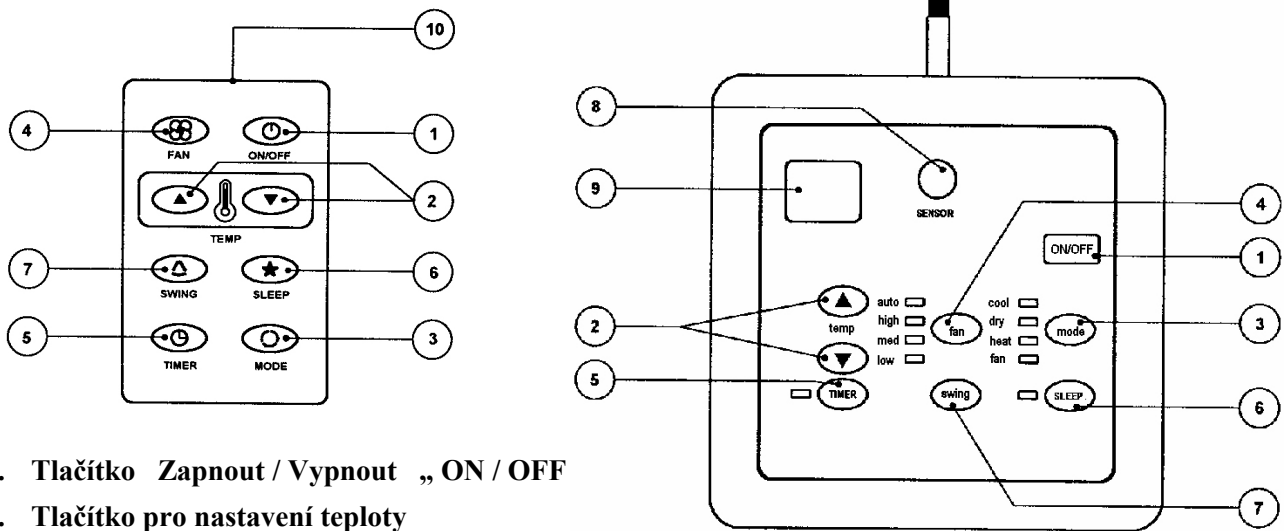 10
4
1
FAN
ON/OFF
2
TEMP
7
6
SWING
SLEEP
5
3
TIMER
MODE
8
9
SENSOR
4
ON/OFF
1
auto
cool
2
high
dry
3
temp
fan
mode
med
heat
low
fan
5
TIMER
swing
SLEEP
6
7
. Tlačítko Zapnout / Vypnout „ ON / OFF
. Tlačítko pro nastavení teploty